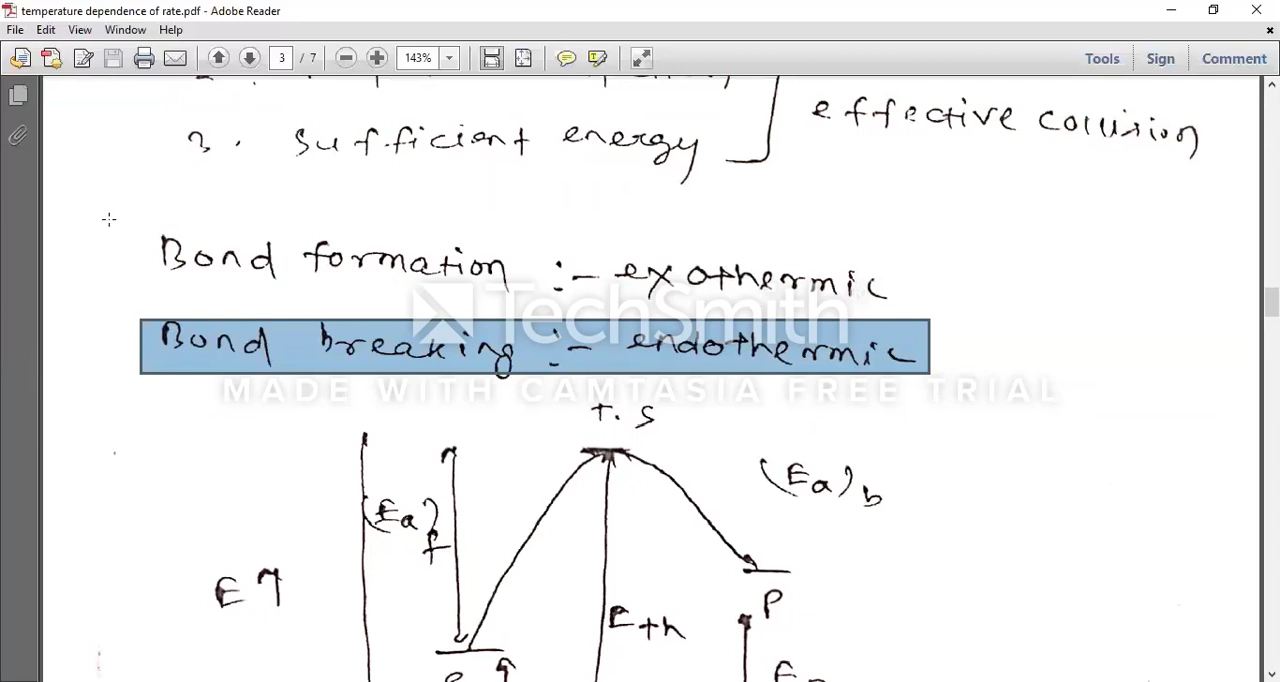 temperature dependence of rate.pdf - Adobe Reader
File Edit View Window Help
3 / 7 143% Tools Sign Comment
effective collision
3. sufficient energy
Bond formation :- exothermic
TechSmith
Bond breaking :- endothermic
MADE WITH CAMTASIA FREE TRIAL
T. S
(Ea)b
(Ea)f
E
P
Eth